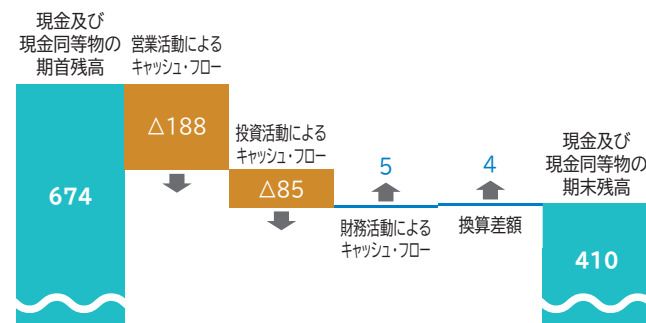 現金及び
現金同等物の
期首残高
674
営業活動による
キャッシュ・フロー
△188
投資活動による
キャッシュ・フロー
△85
5
財務活動による
キャッシュ・フロー
4
換算差額
現金及び
現金同等物の
期末残高
410